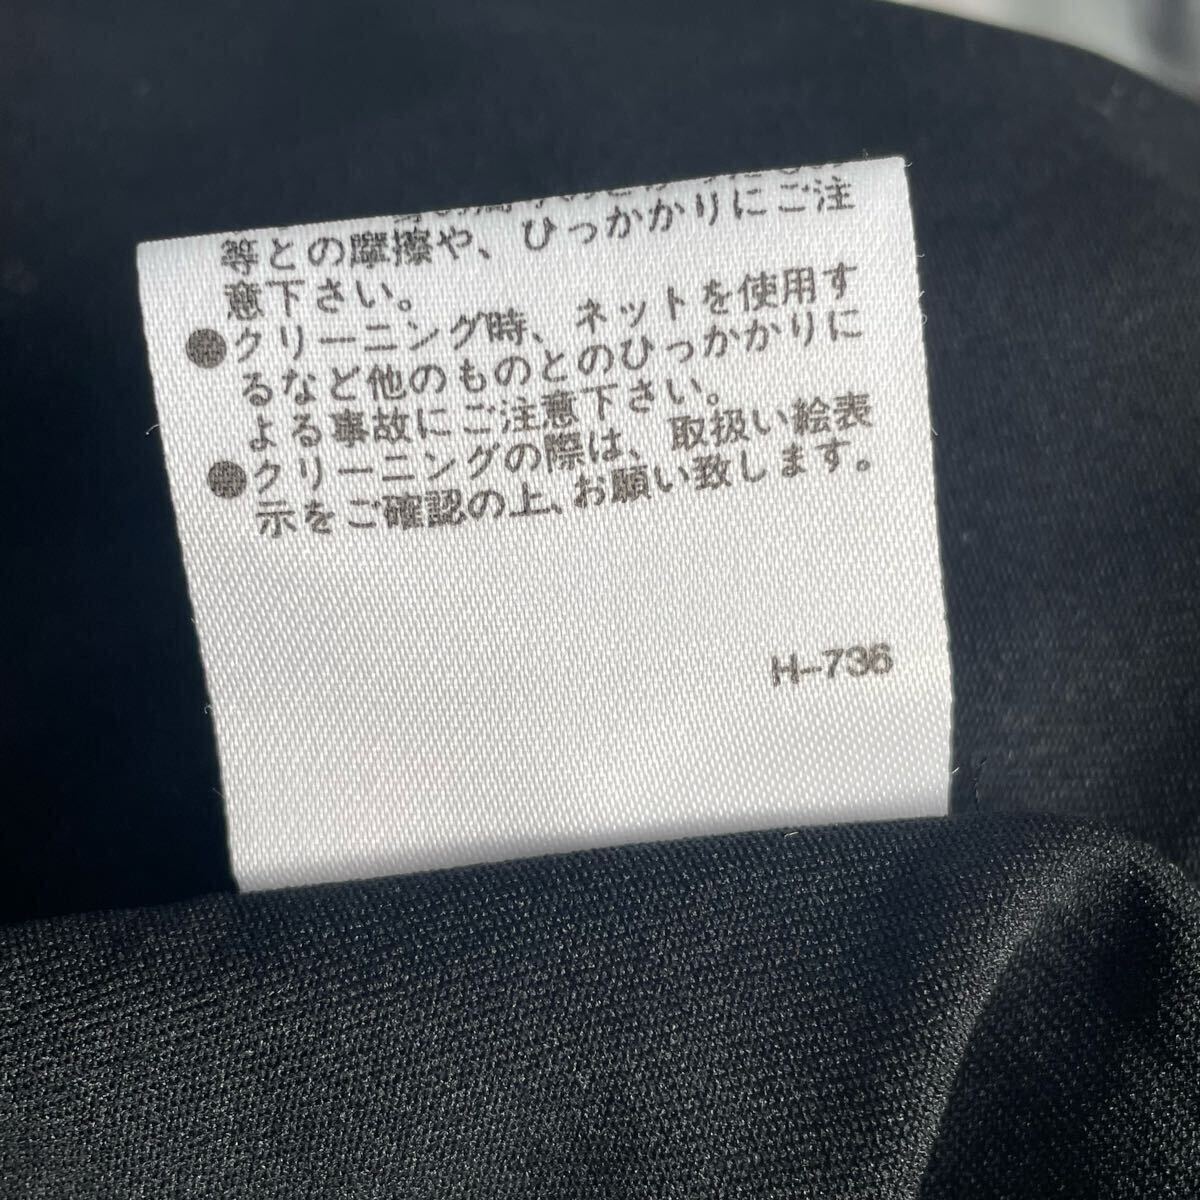 等との摩擦や、ひっかかりにご注
意下さい。
●クリーニング時、ネットを使用す
るなど他のものとのひっかかりに
よる事故にご注意下さい。
●クリーニングの際は、取扱い絵表
示をご確認の上、お願い致します。
H-736